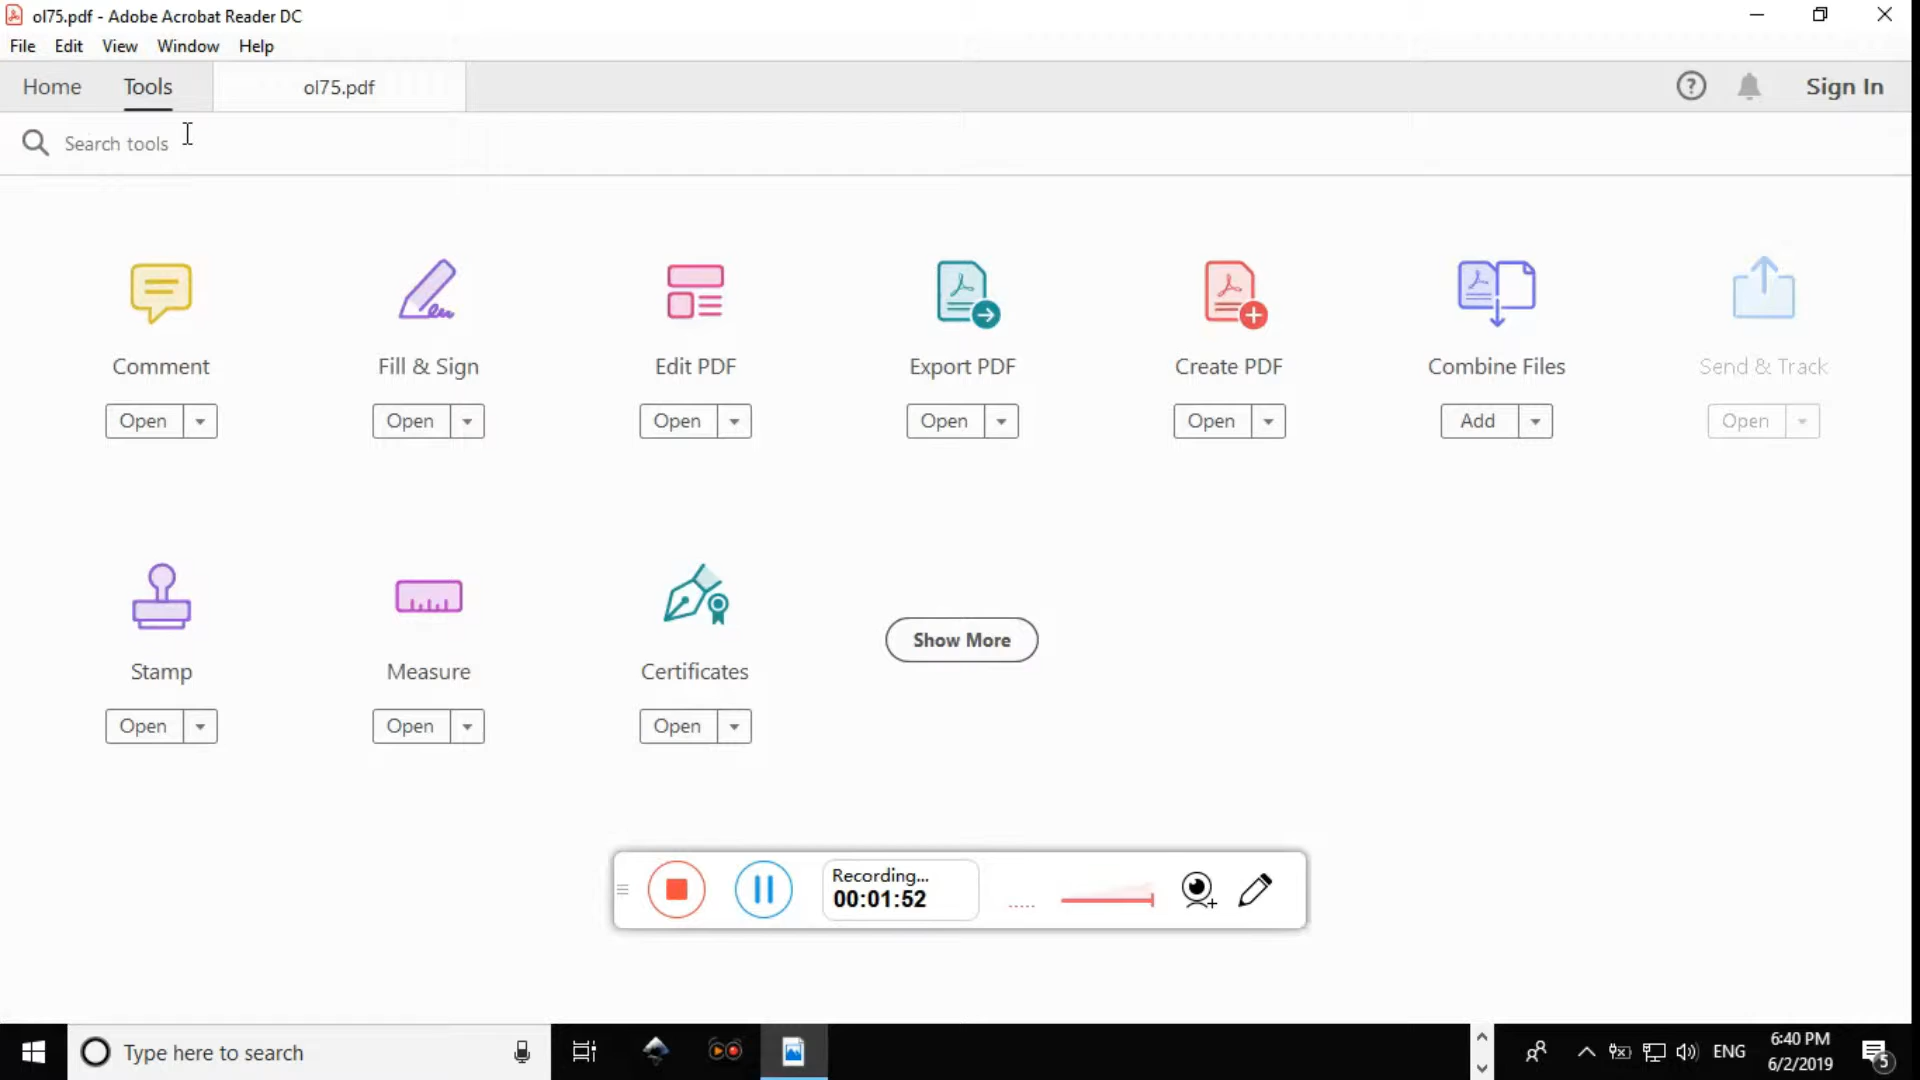 ol75.pdf - Adobe Acrobat Reader DC
File Edit View Window Help
Home Tools ol75.pdf Sign In
Search tools
Comment Fill & Sign Edit PDF Export PDF Create PDF Combine Files Send & Track
Open Open Open Open Open Add Open
Stamp Measure Certificates Show More
Open Open Open
Recording...
00:01:52
Type here to search
ENG
6:40 PM
6/2/2019
5